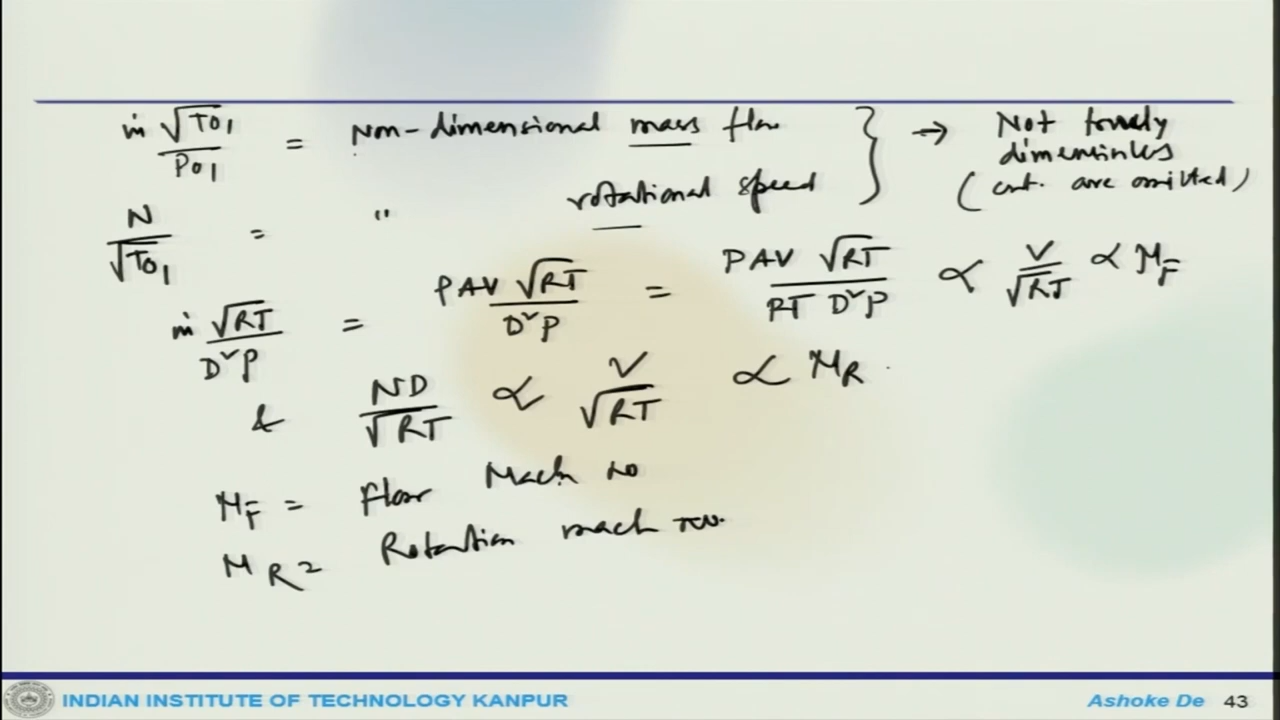 ṁ √T01 / P01 = Non-dimensional mass flow } → Not truely dimensinles (cnt. are omitted)
N / √T01 = " rotational speed
ṁ √RT / D²P = ρAV √RT / D²P = PAV √RT / RT D²P ∝ V / √RT ∝ MF
& ND / √RT ∝ V / √RT ∝ MR.
MF = Flow Mach no
MR = Rotation mach no.
INDIAN INSTITUTE OF TECHNOLOGY KANPUR
Ashoke De 43